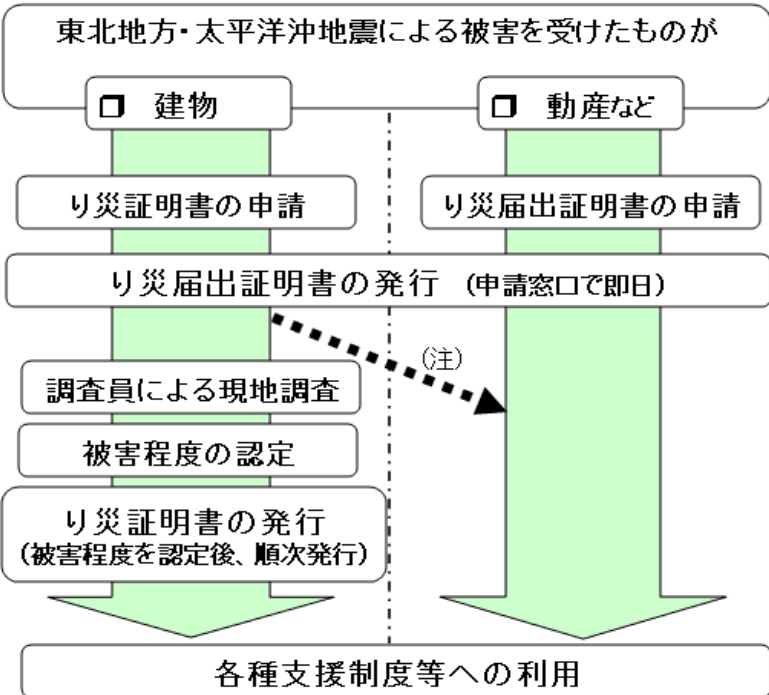 東北地方・太平洋沖地震による被害を受けたものが
❒ 建物
❒ 動産など
り災証明書の申請
り災届出証明書の申請
り災届出証明書の発行 (申請窓口で即日)
(注)
調査員による現地調査
被害程度の認定
り災証明書の発行
(被害程度を認定後、順次発行)
各種支援制度等への利用